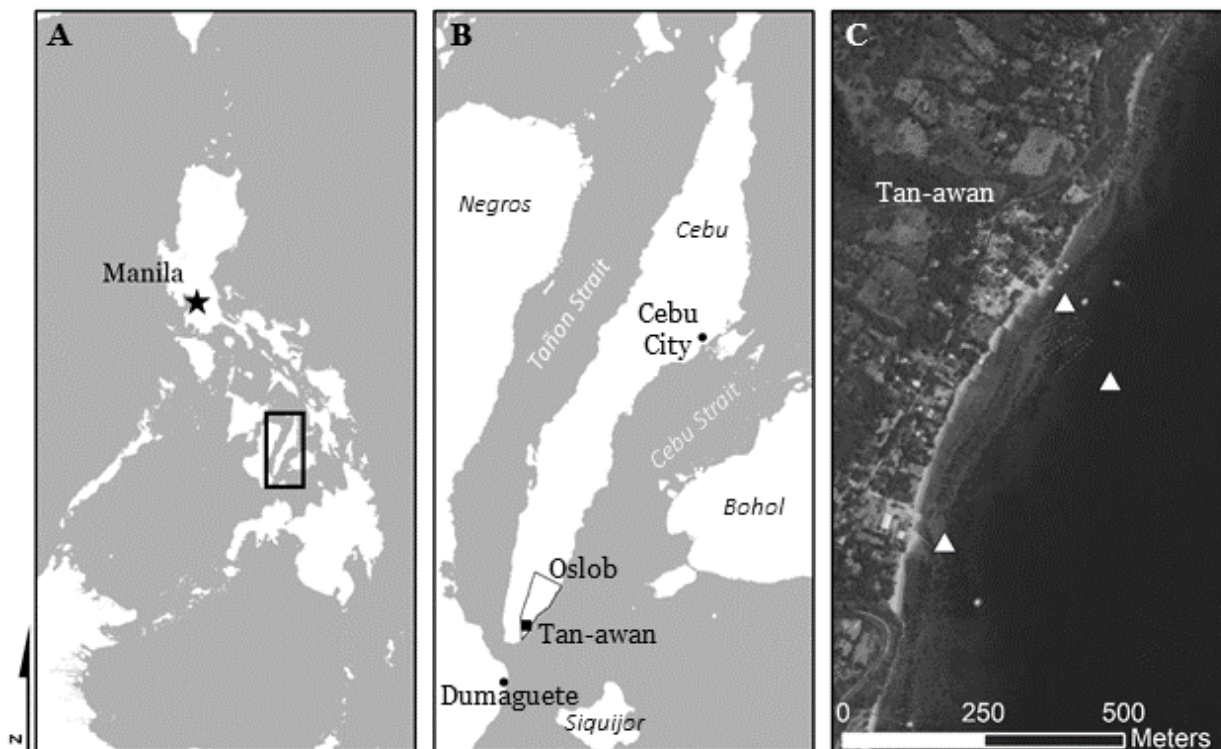 A
Manila
N
B
Negros
Cebu
Tañon Strait
Cebu
City
Cebu Strait
Bohol
Oslob
Tan-awan
Dumaguete
Siquijor
C
Tan-awan
0 250 500
Meters